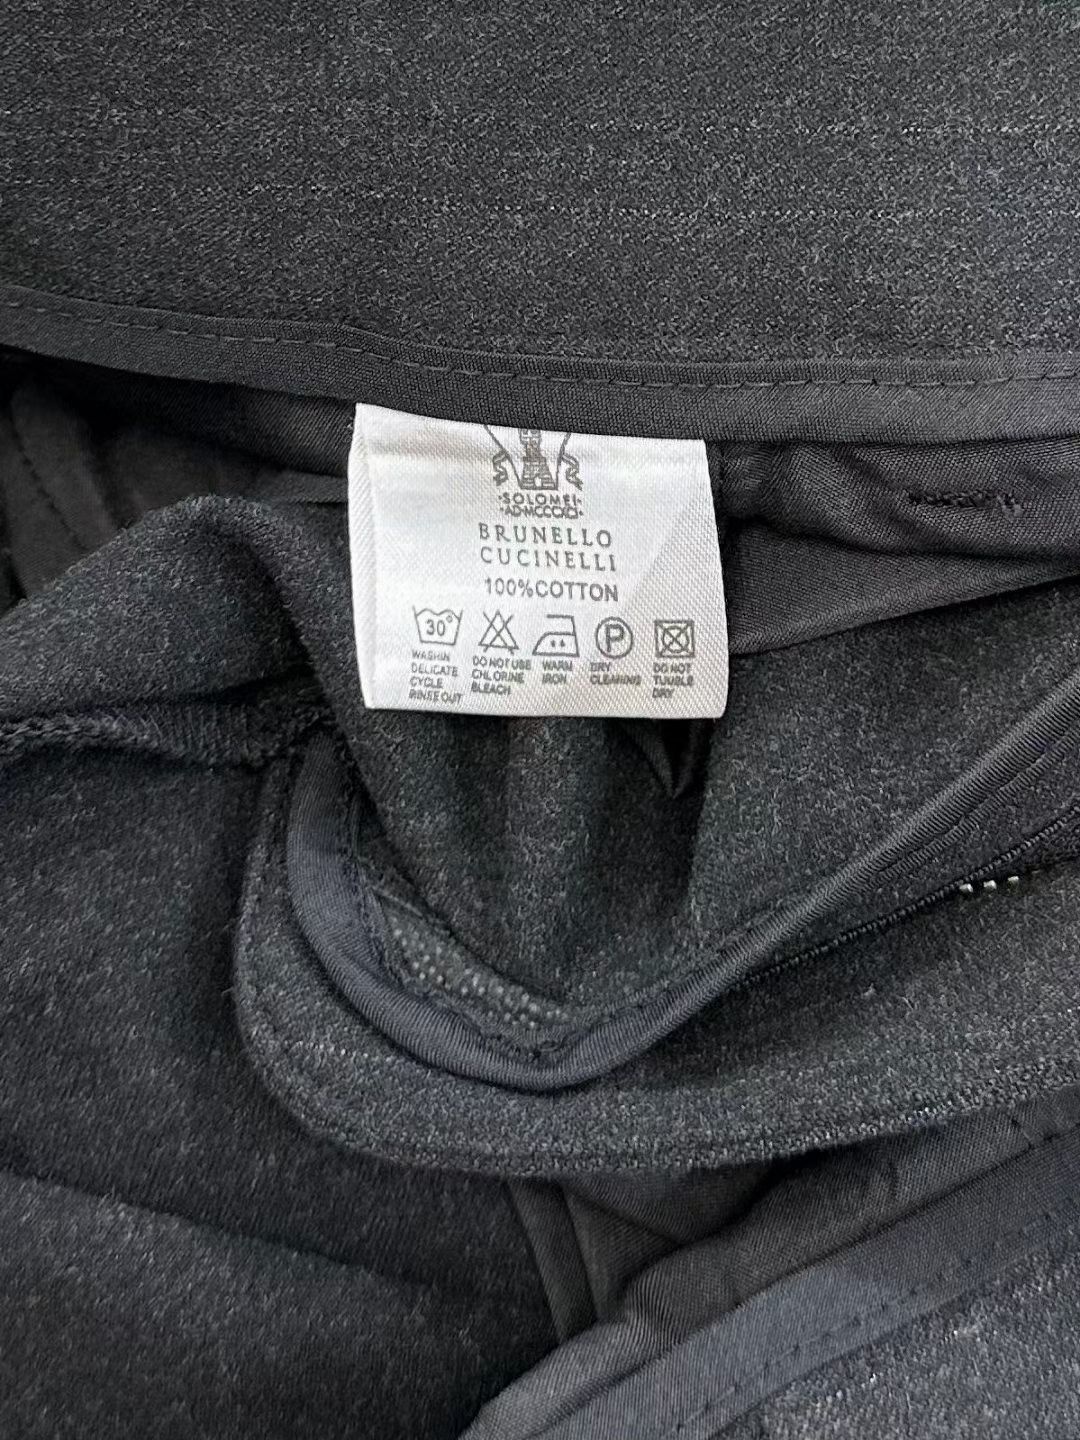 ·SOLOMEI·
·AD·MCCCXCI·
BRUNELLO
CUCINELLI
100%COTTON
30°
P
WASHIN
DELICATE
CYCLE
RINSE OUT
DO NOT USE
CHLORINE
BLEACH
WARM
IRON
DRY
CLEANING
DO NOT
TUUBLE
DRY